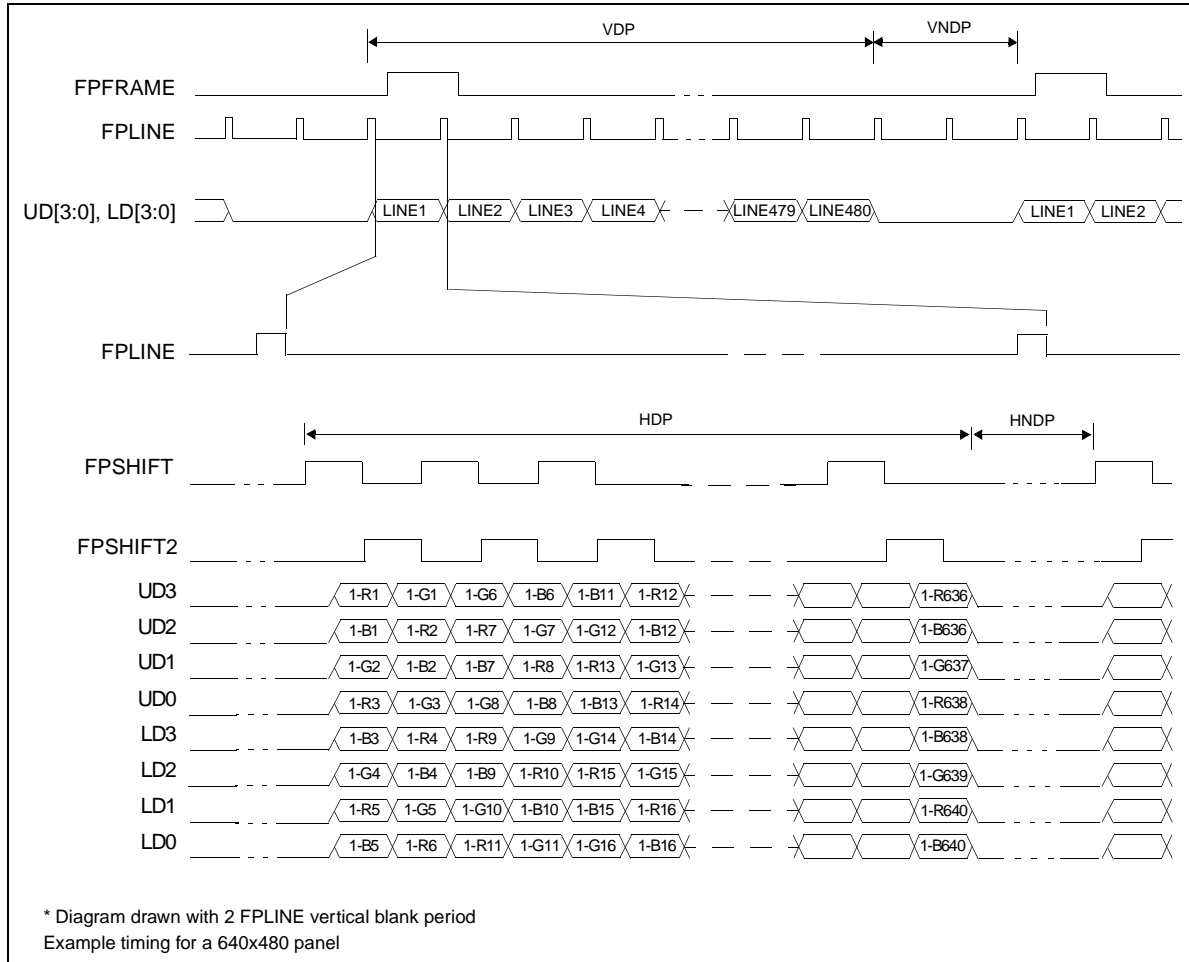 VDP VNDP
FPFRAME
FPLINE
UD[3:0], LD[3:0] LINE1 LINE2 LINE3 LINE4 LINE479 LINE480 LINE1 LINE2
FPLINE
HDP HNDP
FPSHIFT
FPSHIFT2
UD3 1-R1 1-G1 1-G6 1-B6 1-B11 1-R12 1-R636
UD2 1-B1 1-R2 1-R7 1-G7 1-G12 1-B12 1-B636
UD1 1-G2 1-B2 1-B7 1-R8 1-R13 1-G13 1-G637
UD0 1-R3 1-G3 1-G8 1-B8 1-B13 1-R14 1-R638
LD3 1-B3 1-R4 1-R9 1-G9 1-G14 1-B14 1-B638
LD2 1-G4 1-B4 1-B9 1-R10 1-R15 1-G15 1-G639
LD1 1-R5 1-G5 1-G10 1-B10 1-B15 1-R16 1-R640
LD0 1-B5 1-R6 1-R11 1-G11 1-G16 1-B16 1-B640
* Diagram drawn with 2 FPLINE vertical blank period
Example timing for a 640x480 panel